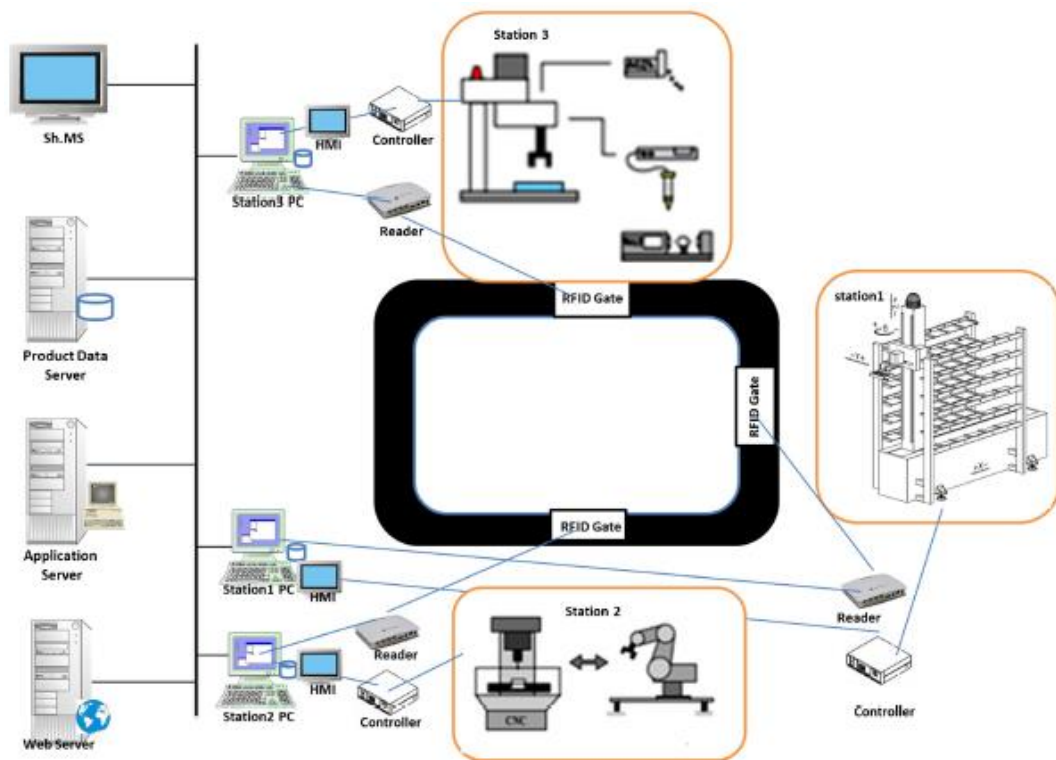 Station 3
Sh.MS
HMI
Controller
Station3 PC
Reader
RFID Gate
station1
Product Data
Server
RFID Gate
RFID Gate
Application
Server
Station1 PC
HMI
Station 2
Reader
Reader
HMI
Station2 PC
Controller
CNC
Controller
Web Server